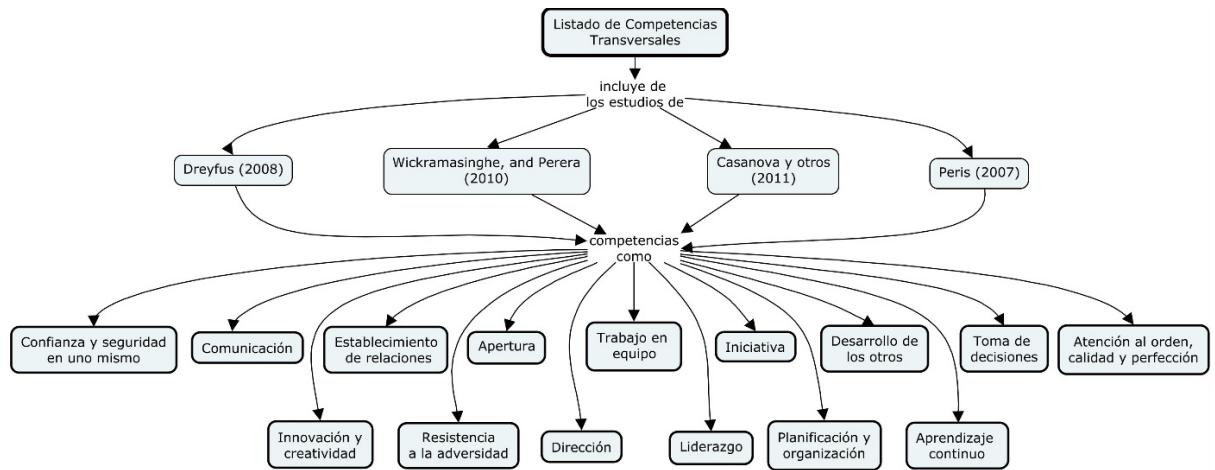 Listado de Competencias
Transversales
incluye de
los estudios de
Dreyfus (2008)
Wickramasinghe, and Perera
(2010)
Casanova y otros
(2011)
Peris (2007)
competencias
como
Confianza y seguridad
en uno mismo
Comunicación
Establecimiento
de relaciones
Apertura
Trabajo en
equipo
Iniciativa
Desarrollo de
los otros
Toma de
decisiones
Atención al orden,
calidad y perfección
Innovación y
creatividad
Resistencia
a la adversidad
Dirección
Liderazgo
Planificación y
organización
Aprendizaje
continuo